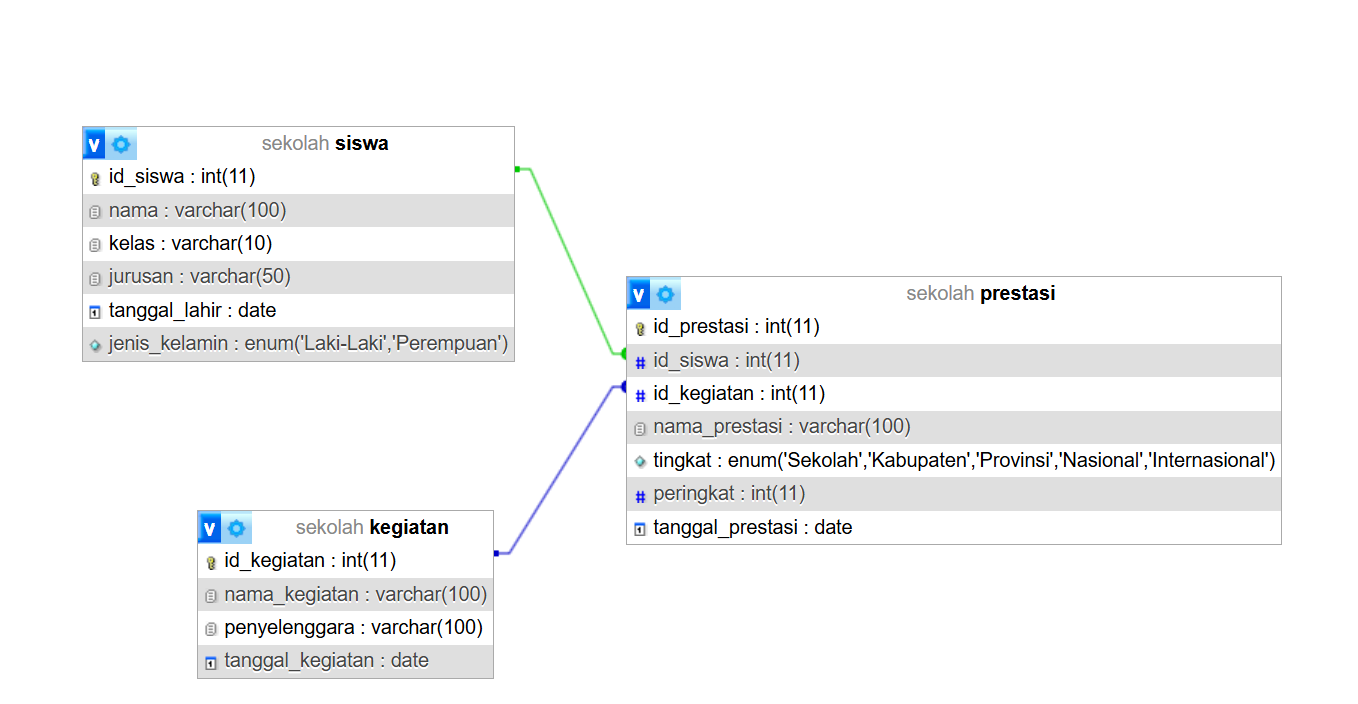 v sekolah siswa
id_siswa : int(11)
nama : varchar(100)
kelas : varchar(10)
jurusan : varchar(50)
tanggal_lahir : date
jenis_kelamin : enum('Laki-Laki','Perempuan')
v sekolah prestasi
id_prestasi : int(11)
# id_siswa : int(11)
# id_kegiatan : int(11)
nama_prestasi : varchar(100)
tingkat : enum('Sekolah','Kabupaten','Provinsi','Nasional','Internasional')
# peringkat : int(11)
tanggal_prestasi : date
v sekolah kegiatan
id_kegiatan : int(11)
nama_kegiatan : varchar(100)
penyelenggara : varchar(100)
tanggal_kegiatan : date